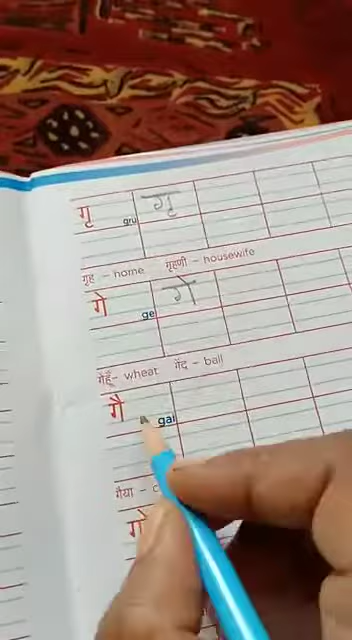 गृ gru गृ
गृह - home गृहणी - housewife
गे ge गे
गेहूँ - wheat गेंद - ball
गै gai
गैया -